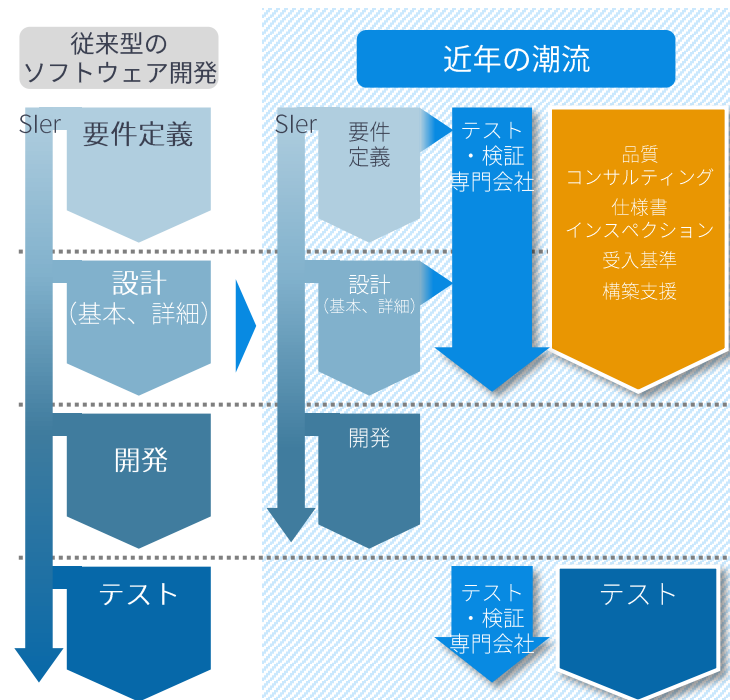 従来型の
ソフトウェア開発
SIer
要件定義
設計
（基本、詳細）
開発
テスト
近年の潮流
SIer
要件
定義
設計
（基本、詳細）
開発
テスト
・検証
専門会社
品質
コンサルティング
仕様書
インスペクション
受入基準
構築支援
テスト
・検証
専門会社
テスト